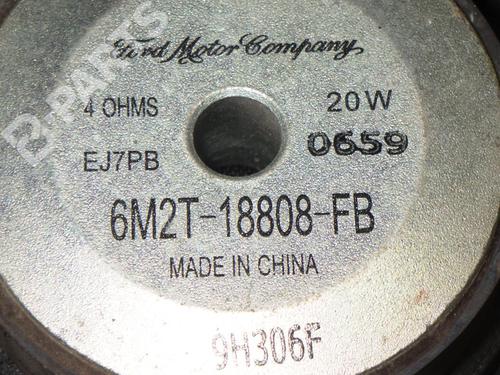 Ford Motor Company
4 OHMS 20W
EJ7PB 0659
6M2T-18808-FB
MADE IN CHINA
9H306F
B-PARTS